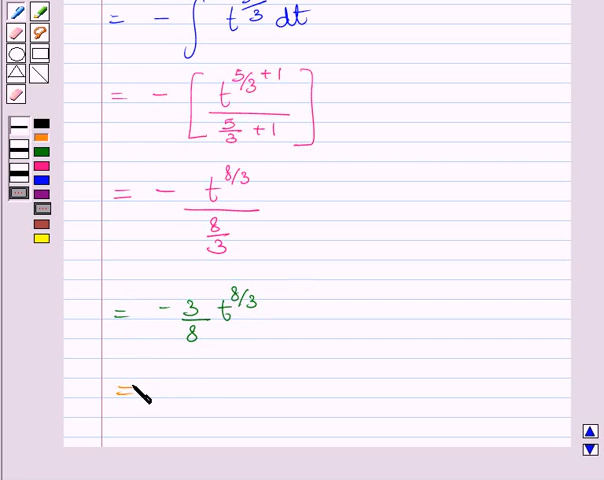 = - ∫ t^5/3 dt
= - [ t^5/3+1 / 5/3 + 1 ]
= - t^8/3 / 8/3
= - 3/8 t^8/3
=